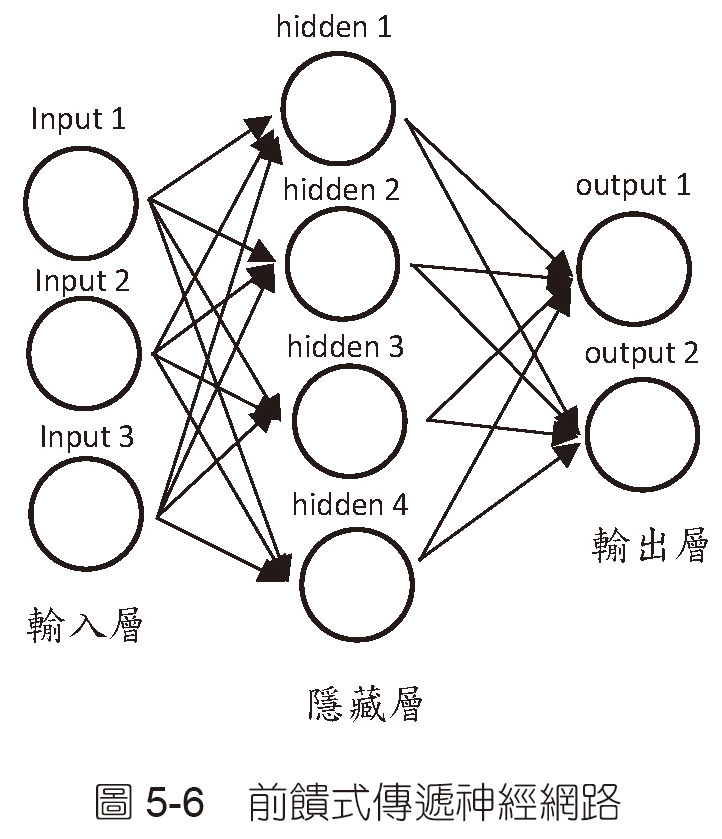 hidden 1
Input 1
hidden 2
output 1
Input 2
hidden 3
output 2
Input 3
hidden 4
輸出層
輸入層
隱藏層
圖 5-6 前饋式傳遞神經網路